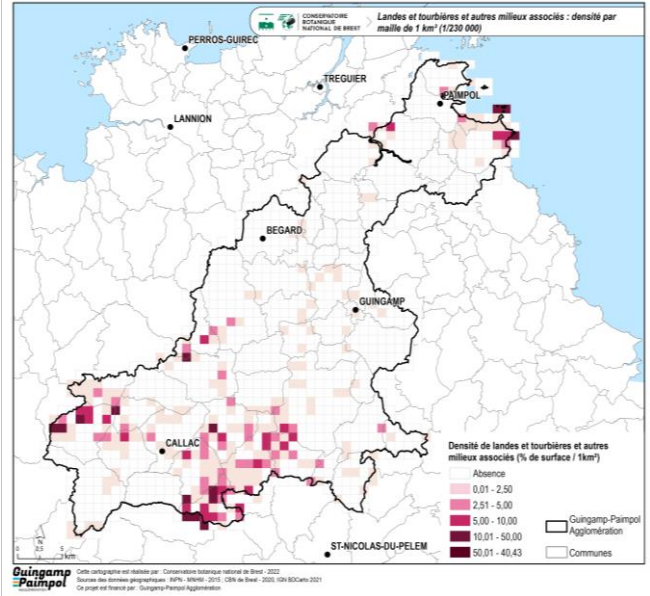 CONSERVATOIRE
BOTANIQUE
NATIONAL DE BREST
Landes et tourbières et autres milieux associés : densité par
maille de 1 km² (1/230 000)
PERROS-GUIREC
TREGUIER
PAIMPOL
LANNION
BEGARD
GUINGAMP
CALLAC
ST-NICOLAS-DU-PELEM
Densité de landes et tourbières et autres
milieux associés (% de surface / 1km²)
Absence
0,01 - 2,50
2,51 - 5,00
5,00 - 10,00
10,01 - 50,00
50,01 - 40,43
Guingamp-Paimpol
Agglomération
Communes
N
0 2,5 5
km
Guingamp
Paimpol
Cette cartographie est réalisée par : Conservatoire botanique national de Brest - 2022
Sources des données géographiques : INPN - MNHN - 2015 ; CBN de Brest - 2020, IGN BDCarto 2021
Ce projet est financé par : Guingamp-Paimpol Agglomération